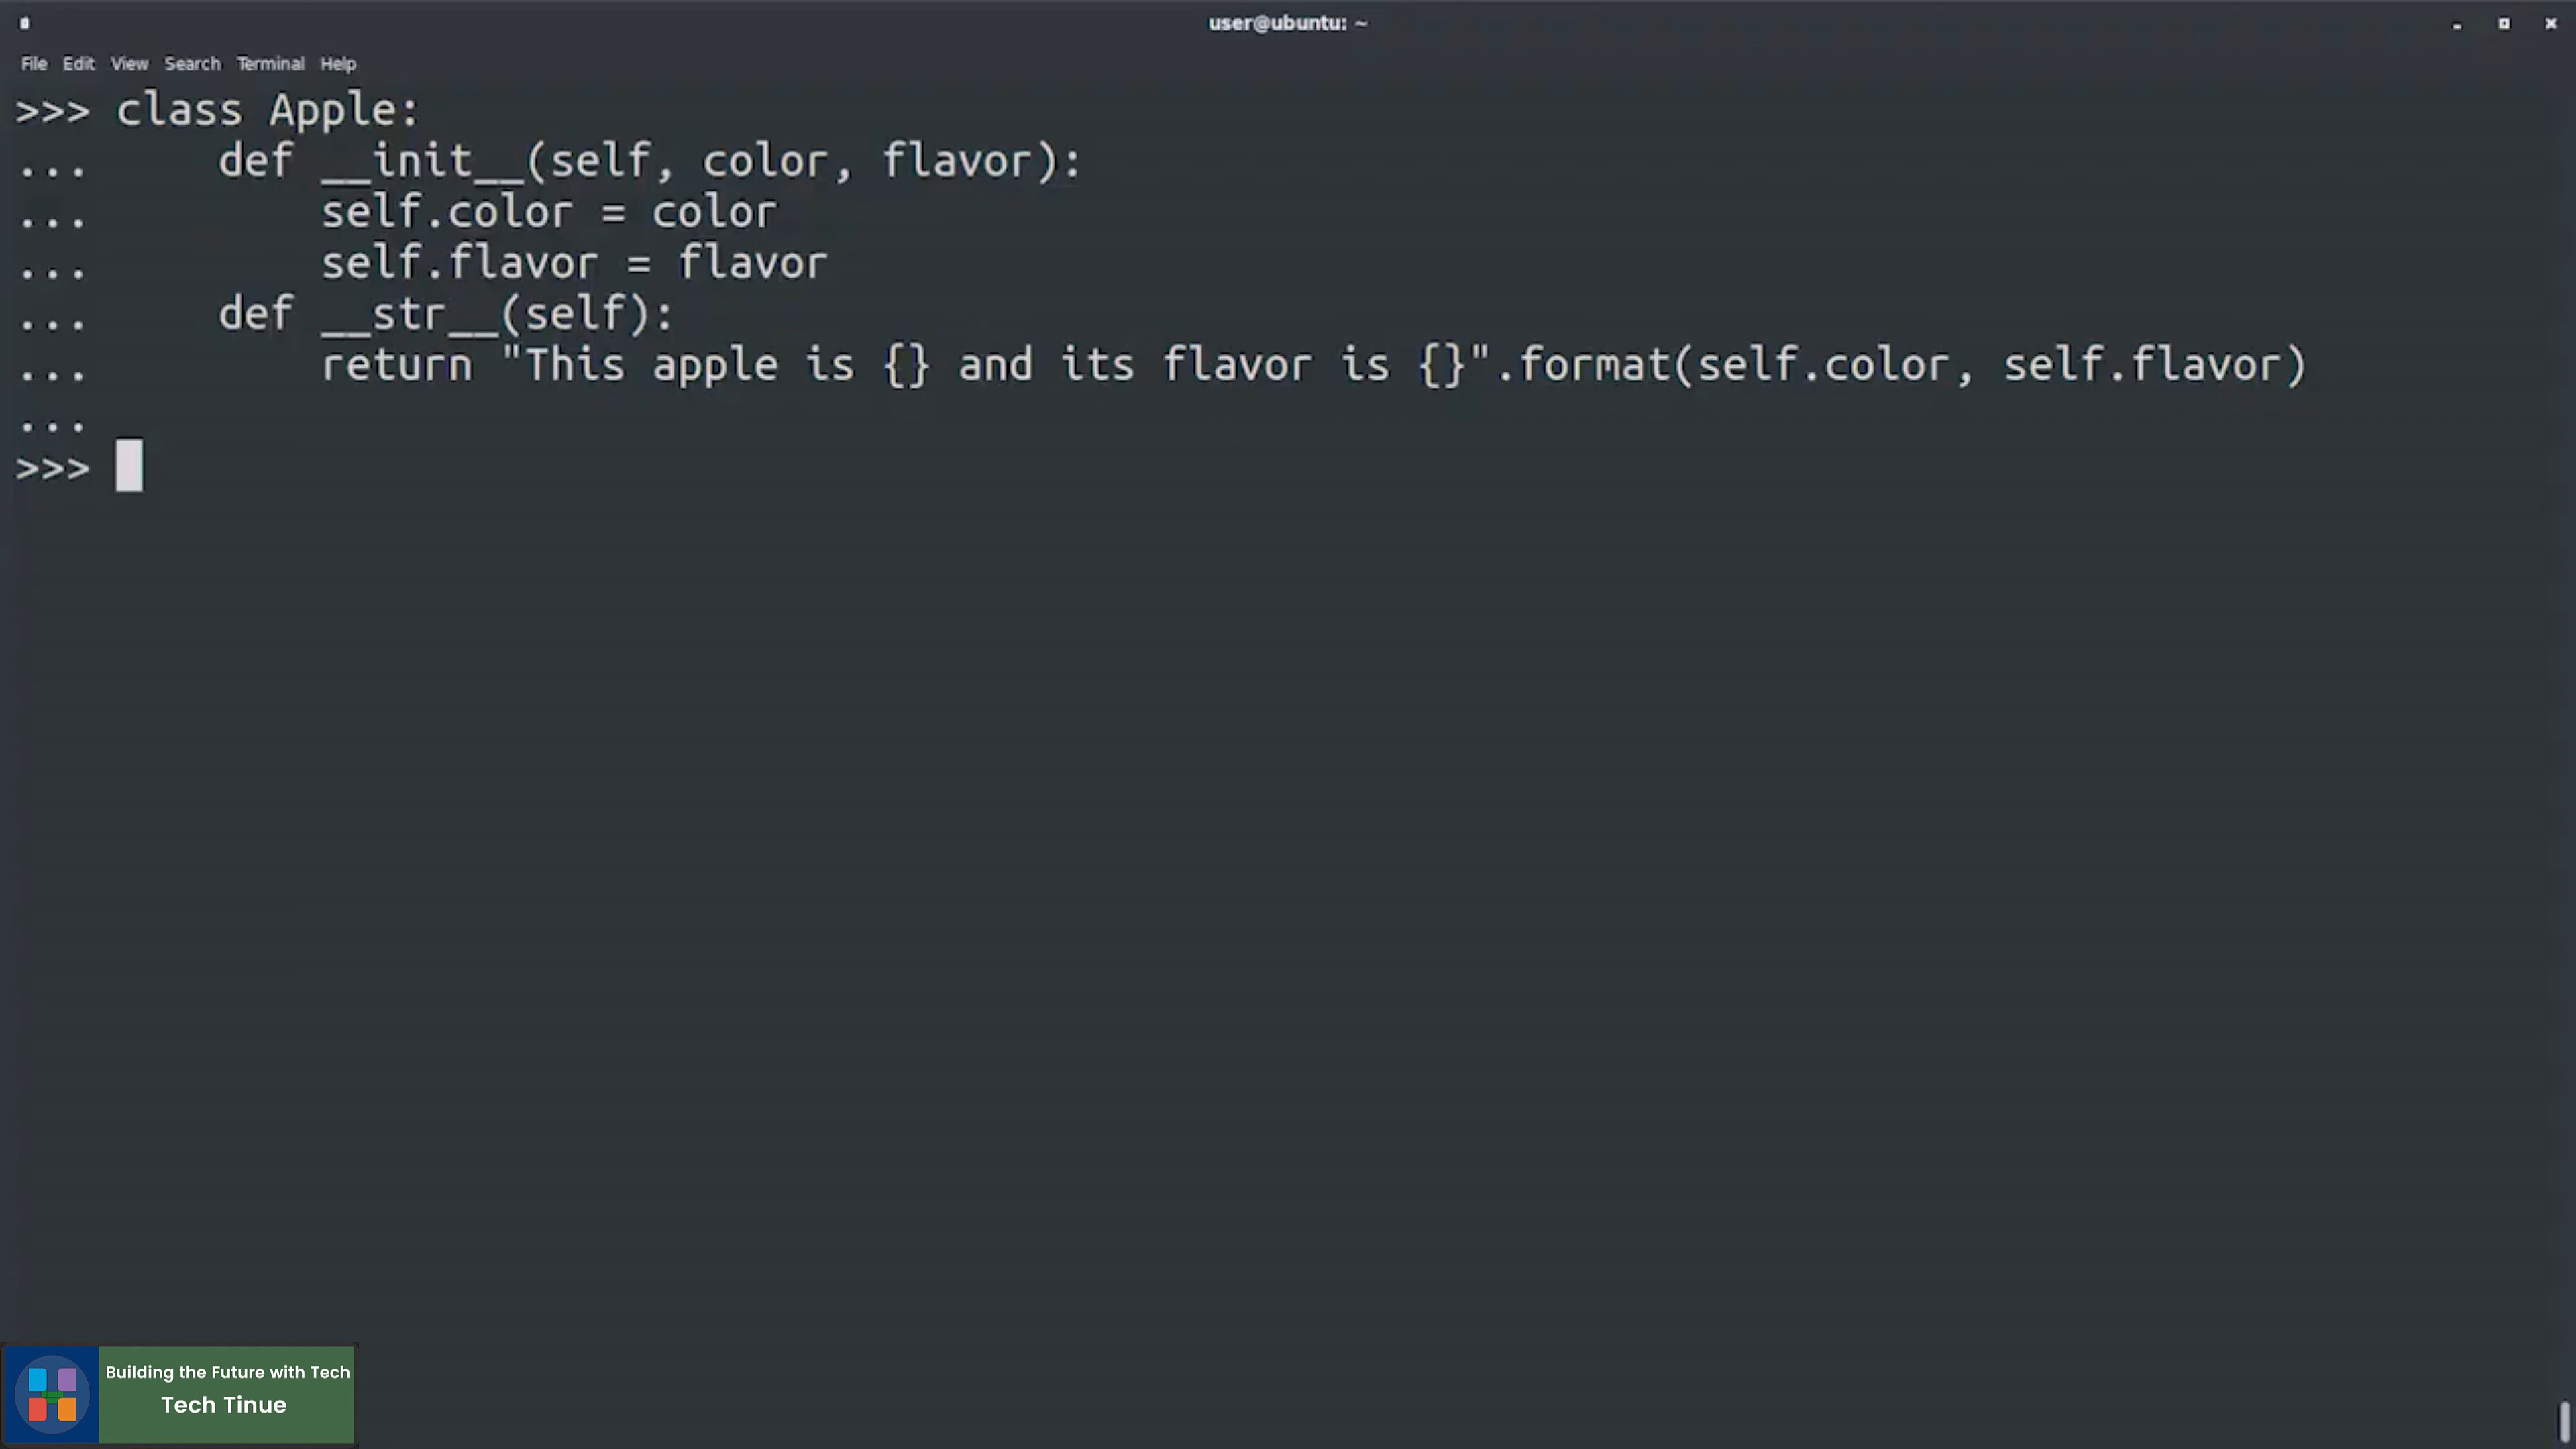 user@ubuntu: ~
File Edit View Search Terminal Help
>>> class Apple:
...     def __init__(self, color, flavor):
...         self.color = color
...         self.flavor = flavor
...     def __str__(self):
...         return "This apple is {} and its flavor is {}".format(self.color, self.flavor)
...
>>>
Building the Future with Tech
Tech Tinue